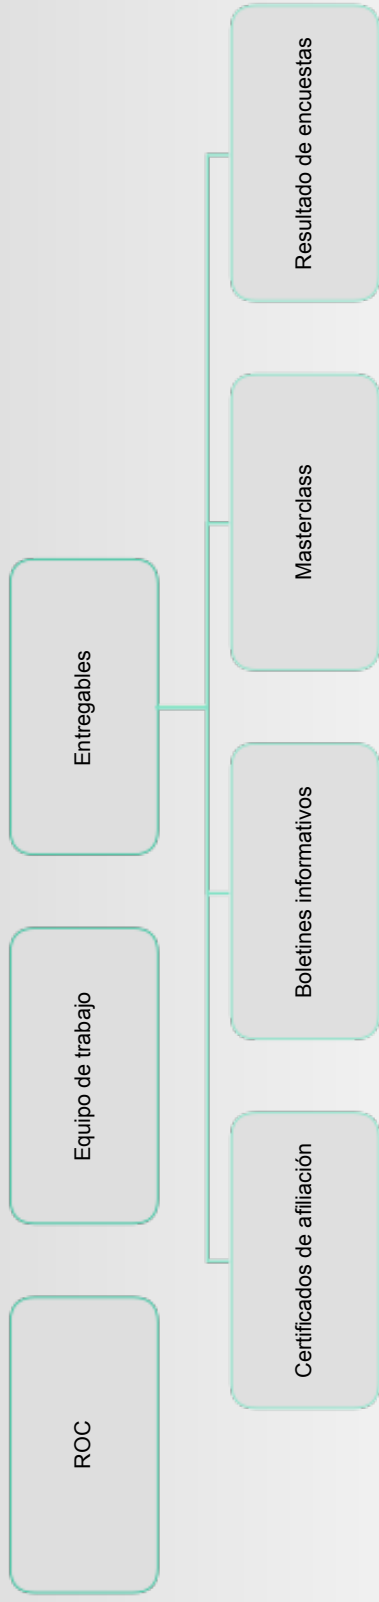 ROC
Equipo de trabajo
Entregables
Certificados de afiliación
Boletines informativos
Masterclass
Resultado de encuestas